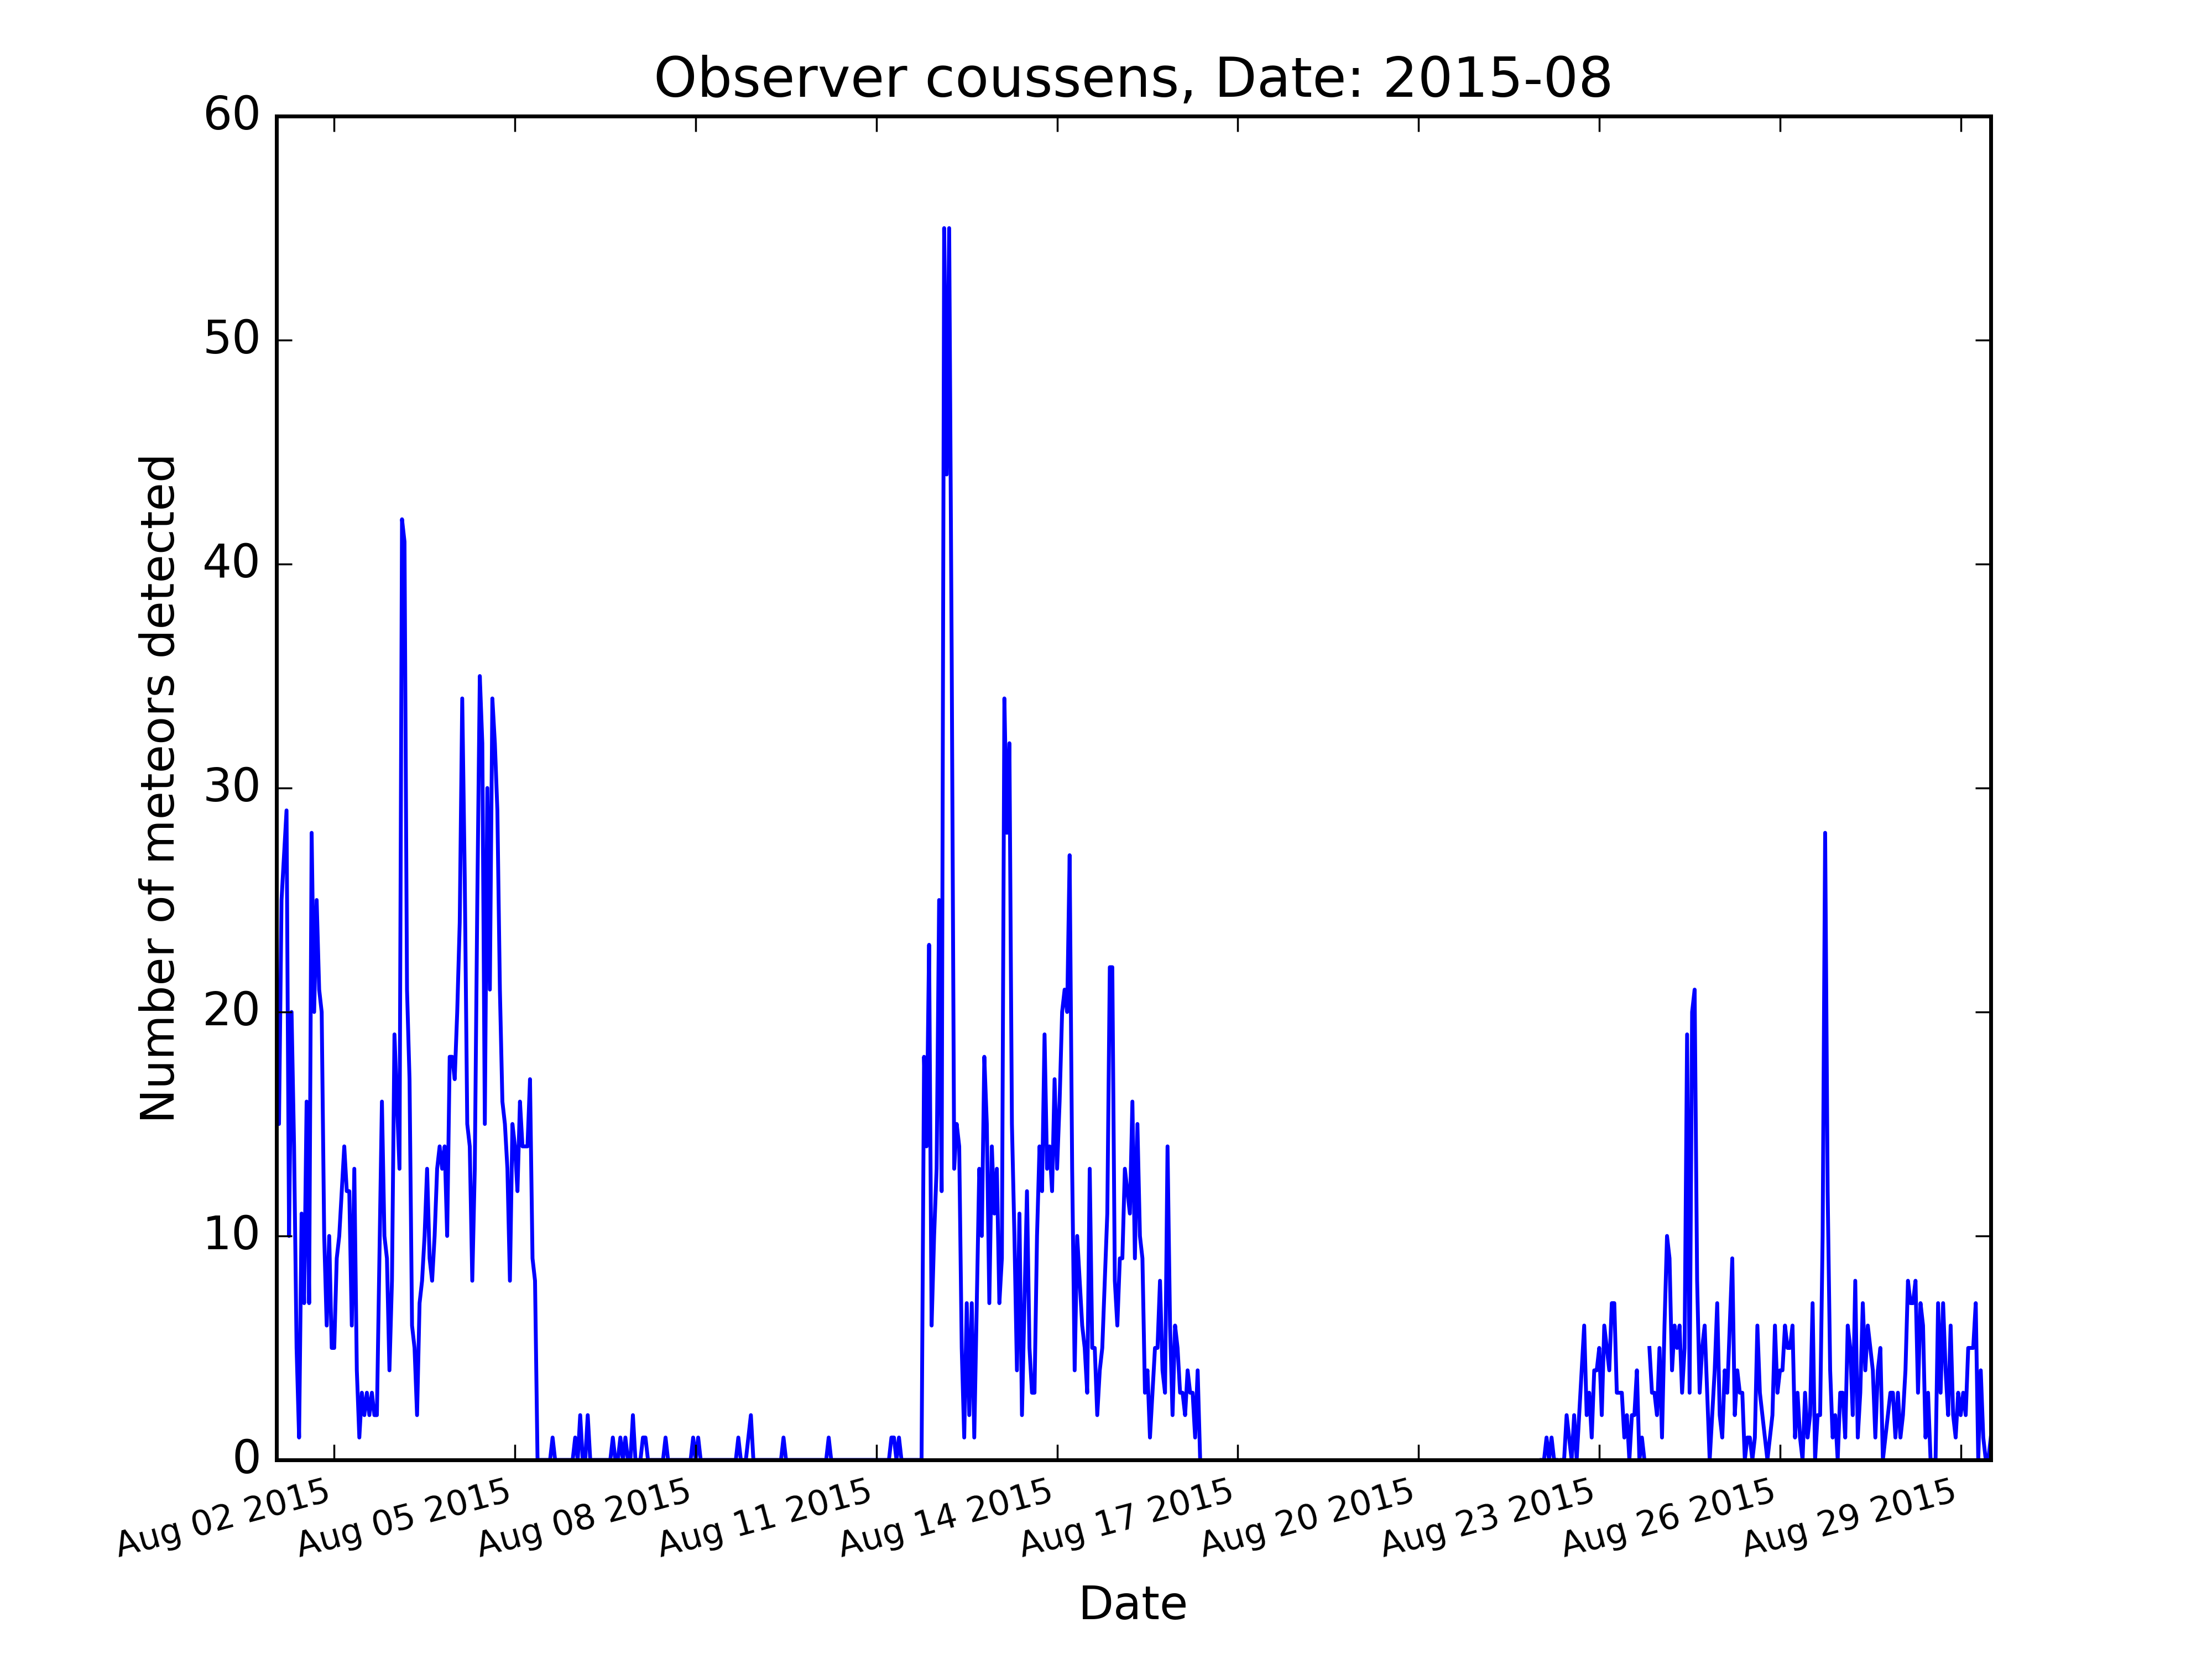 Observer coussens, Date: 2015-08
60
50
40
30
20
10
0
Number of meteors detected
Aug 02 2015
Aug 05 2015
Aug 08 2015
Aug 11 2015
Aug 14 2015
Aug 17 2015
Aug 20 2015
Aug 23 2015
Aug 26 2015
Aug 29 2015
Date